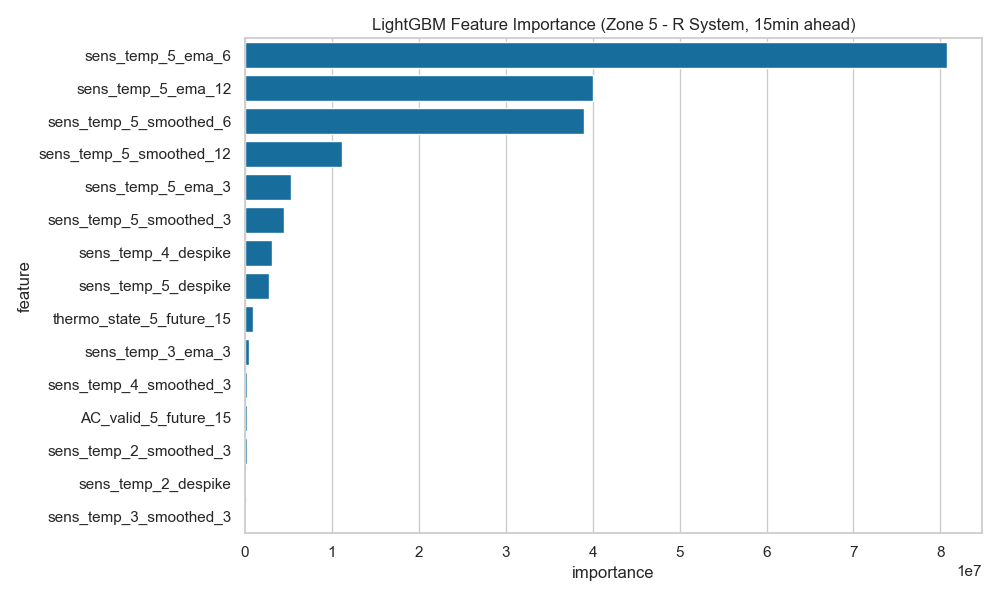 LightGBM Feature Importance (Zone 5 - R System, 15min ahead)
sens_temp_5_ema_6
sens_temp_5_ema_12
sens_temp_5_smoothed_6
sens_temp_5_smoothed_12
sens_temp_5_ema_3
sens_temp_5_smoothed_3
sens_temp_4_despike
sens_temp_5_despike
thermo_state_5_future_15
sens_temp_3_ema_3
sens_temp_4_smoothed_3
AC_valid_5_future_15
sens_temp_2_smoothed_3
sens_temp_2_despike
sens_temp_3_smoothed_3
feature
0 1 2 3 4 5 6 7 8
1e7
importance